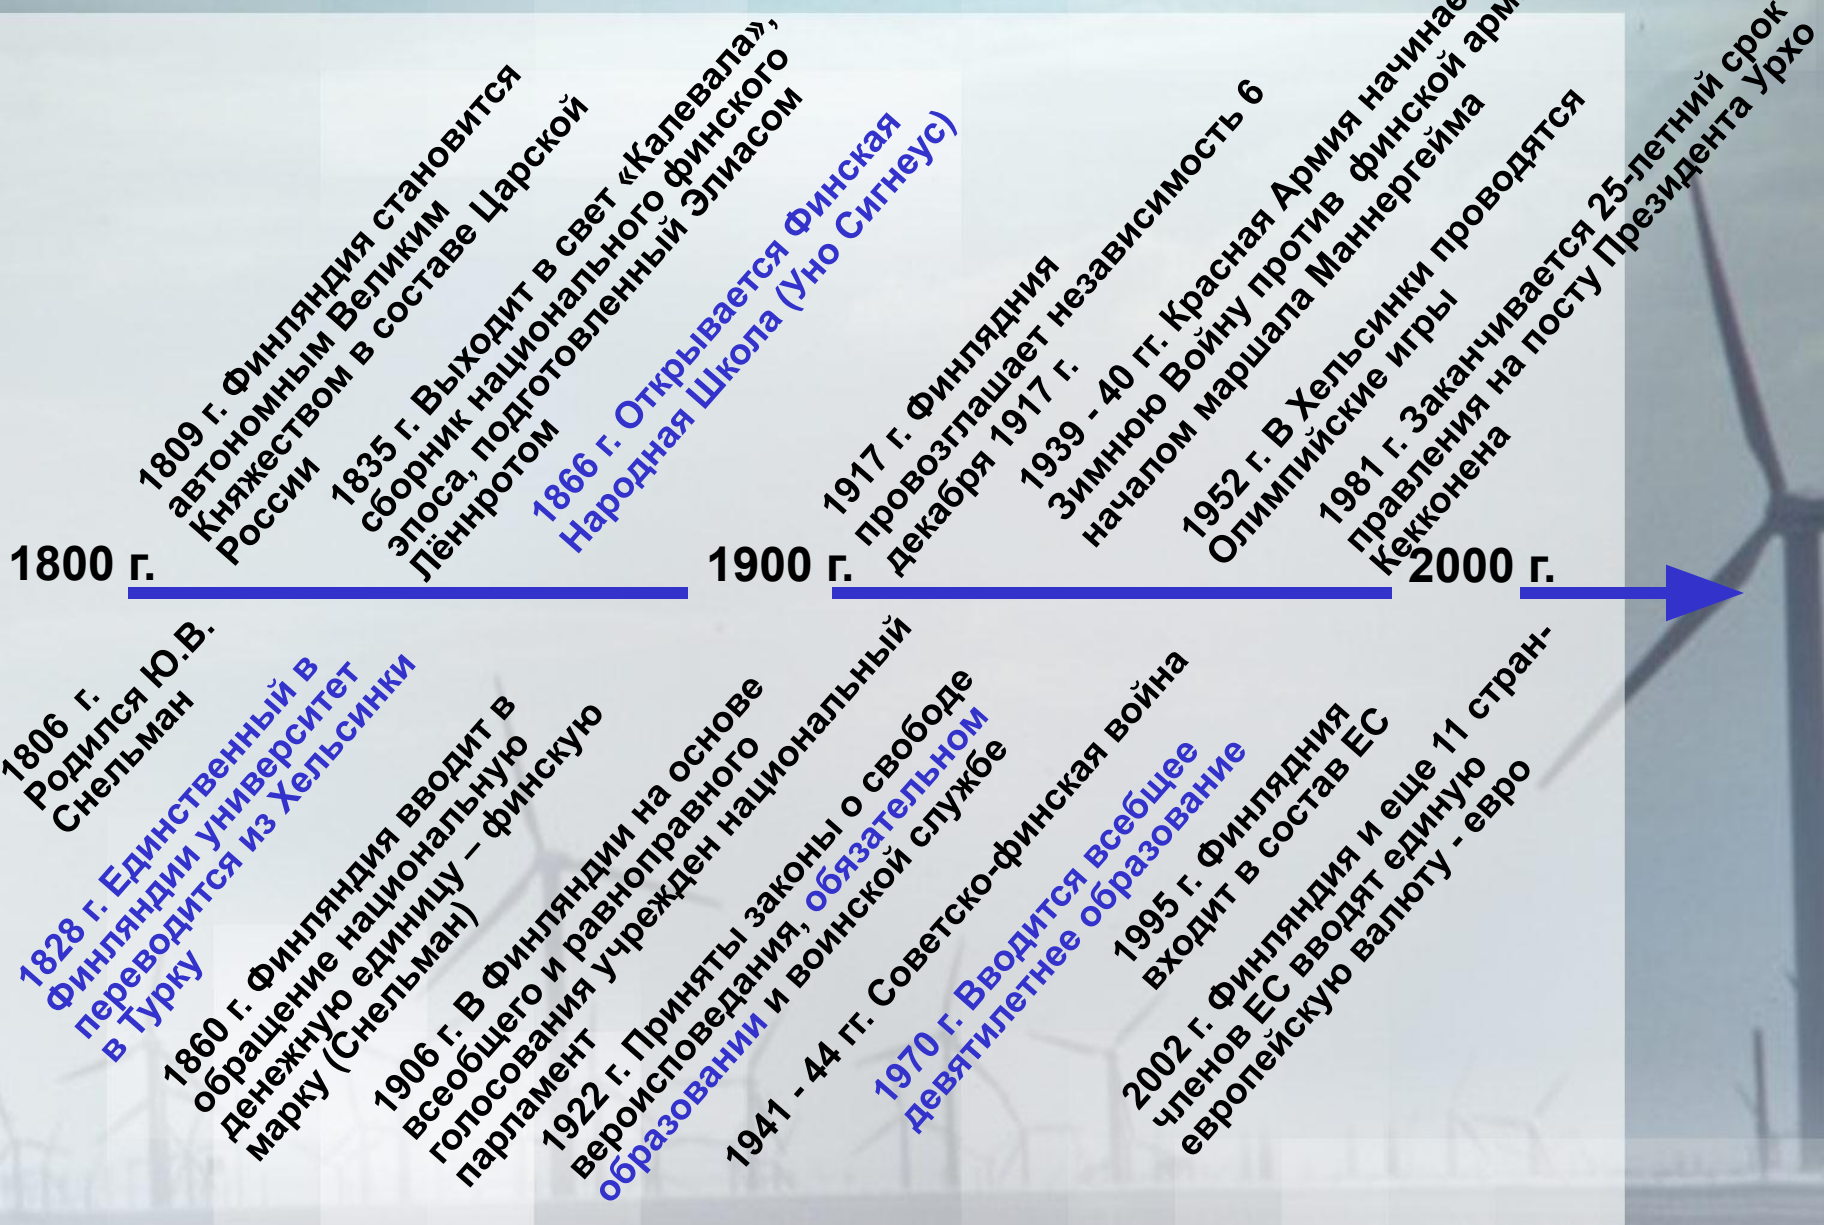 1809 г. Финляндия становится
автономным Великим
Княжеством в составе Царской
России
1835 г. Выходит в свет «Калевала»,
сборник национального финского
эпоса, подготовленный Элиасом
Лённротом
1866 г. Открывается Финская
Народная Школа (Уно Сигнеус)
1917 г. Финлядния
провозглашает независимость 6
декабря 1917 г.
1939 - 40 гг. Красная Армия
Зимнюю Войну против финской
началом маршала Маннергейма
1952 г. В Хельсинки проводятся
Олимпийские игры
1981 г. Заканчивается 25-летний срок
правления на посту Президента Урхо
Кекконена
1800 г.
1900 г.
2000 г.
1806 г.
Родился Ю.В.
Снельман
1828 г. Единственный в
Финляндии университет
переводится из Хельсинки
в Турку
1860 г. Финляндия вводит в
обращение национальную
денежную единицу – финскую
марку (Снельман)
1906 г. В Финляндии на основе
всеобщего и равноправного
голосования учрежден национальный
парламент
1922 г. Приняты законы о свободе
вероисповедания, обязательном
образовании и воинской службе
1941 - 44 гг. Советско-финская война
1970 г. Вводится всебщее
девятилетнее образование
1995 г. Финлядния
входит в состав ЕС
2002 г. Финляндия и еще 11 стран-
членов ЕС вводят единую
европейскую валюту - евро